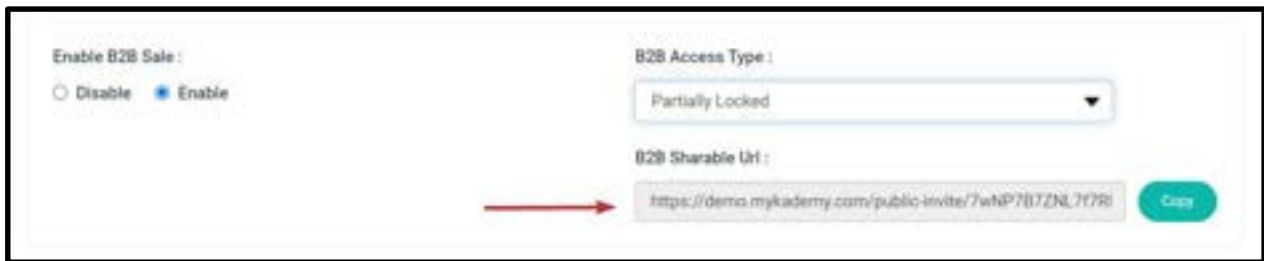 Enable B2B Sale :
Disable Enable
B2B Access Type :
Partially Locked
B2B Sharable Url :
https://demo.mykademy.com/public-invite/7wNP7B7ZNL7f7RI
Copy